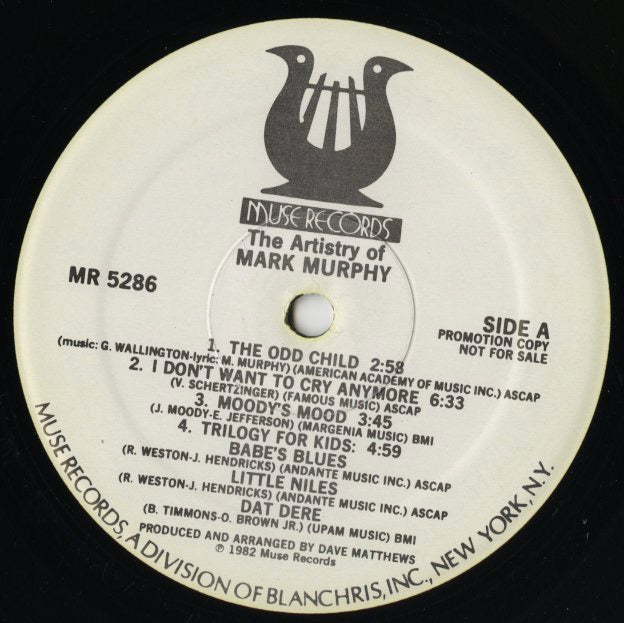 MUSE RECORDS
The Artistry of
MARK MURPHY
MR 5286
SIDE A
PROMOTION COPY
NOT FOR SALE
1. THE ODD CHILD 2:58
(music: G. WALLINGTON-lyric: M. MURPHY) (AMERICAN ACADEMY OF MUSIC INC.) ASCAP
2. I DON'T WANT TO CRY ANYMORE 6:33
(V. SCHERTZINGER) (FAMOUS MUSIC) ASCAP
3. MOODY'S MOOD 3:45
(J. MOODY-E. JEFFERSON) (MARGENIA MUSIC) BMI
4. TRILOGY FOR KIDS: 4:59
BABE'S BLUES
(R. WESTON-J. HENDRICKS) (ANDANTE MUSIC INC.) ASCAP
LITTLE NILES
(R. WESTON-J. HENDRICKS) (ANDANTE MUSIC INC.) ASCAP
DAT DERE
(B. TIMMONS-O. BROWN JR.) (UPAM MUSIC) BMI
PRODUCED AND ARRANGED BY DAVE MATTHEWS
℗ 1982 Muse Records
MUSE RECORDS, A DIVISION OF BLANCHRIS, INC., NEW YORK, N.Y.